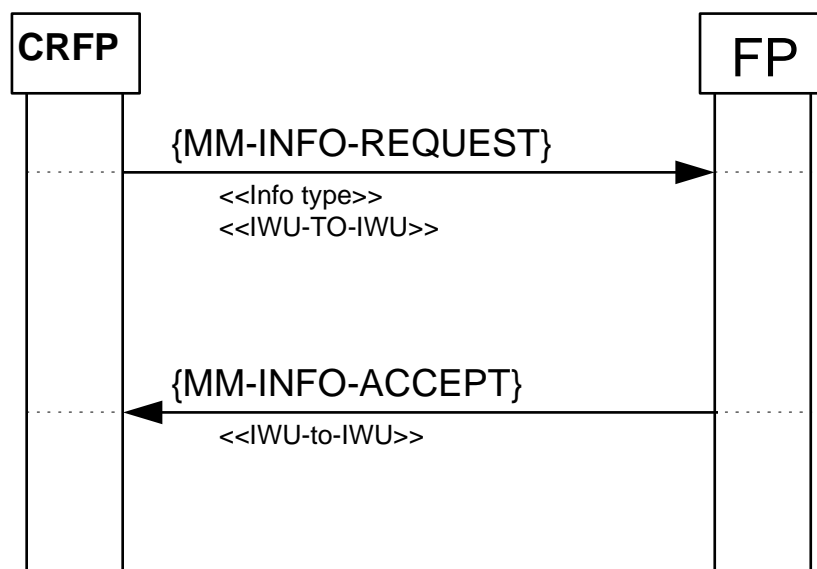 CRFP
FP
{MM-INFO-REQUEST}
<<Info type>>
<<IWU-TO-IWU>>
{MM-INFO-ACCEPT}
<<IWU-to-IWU>>